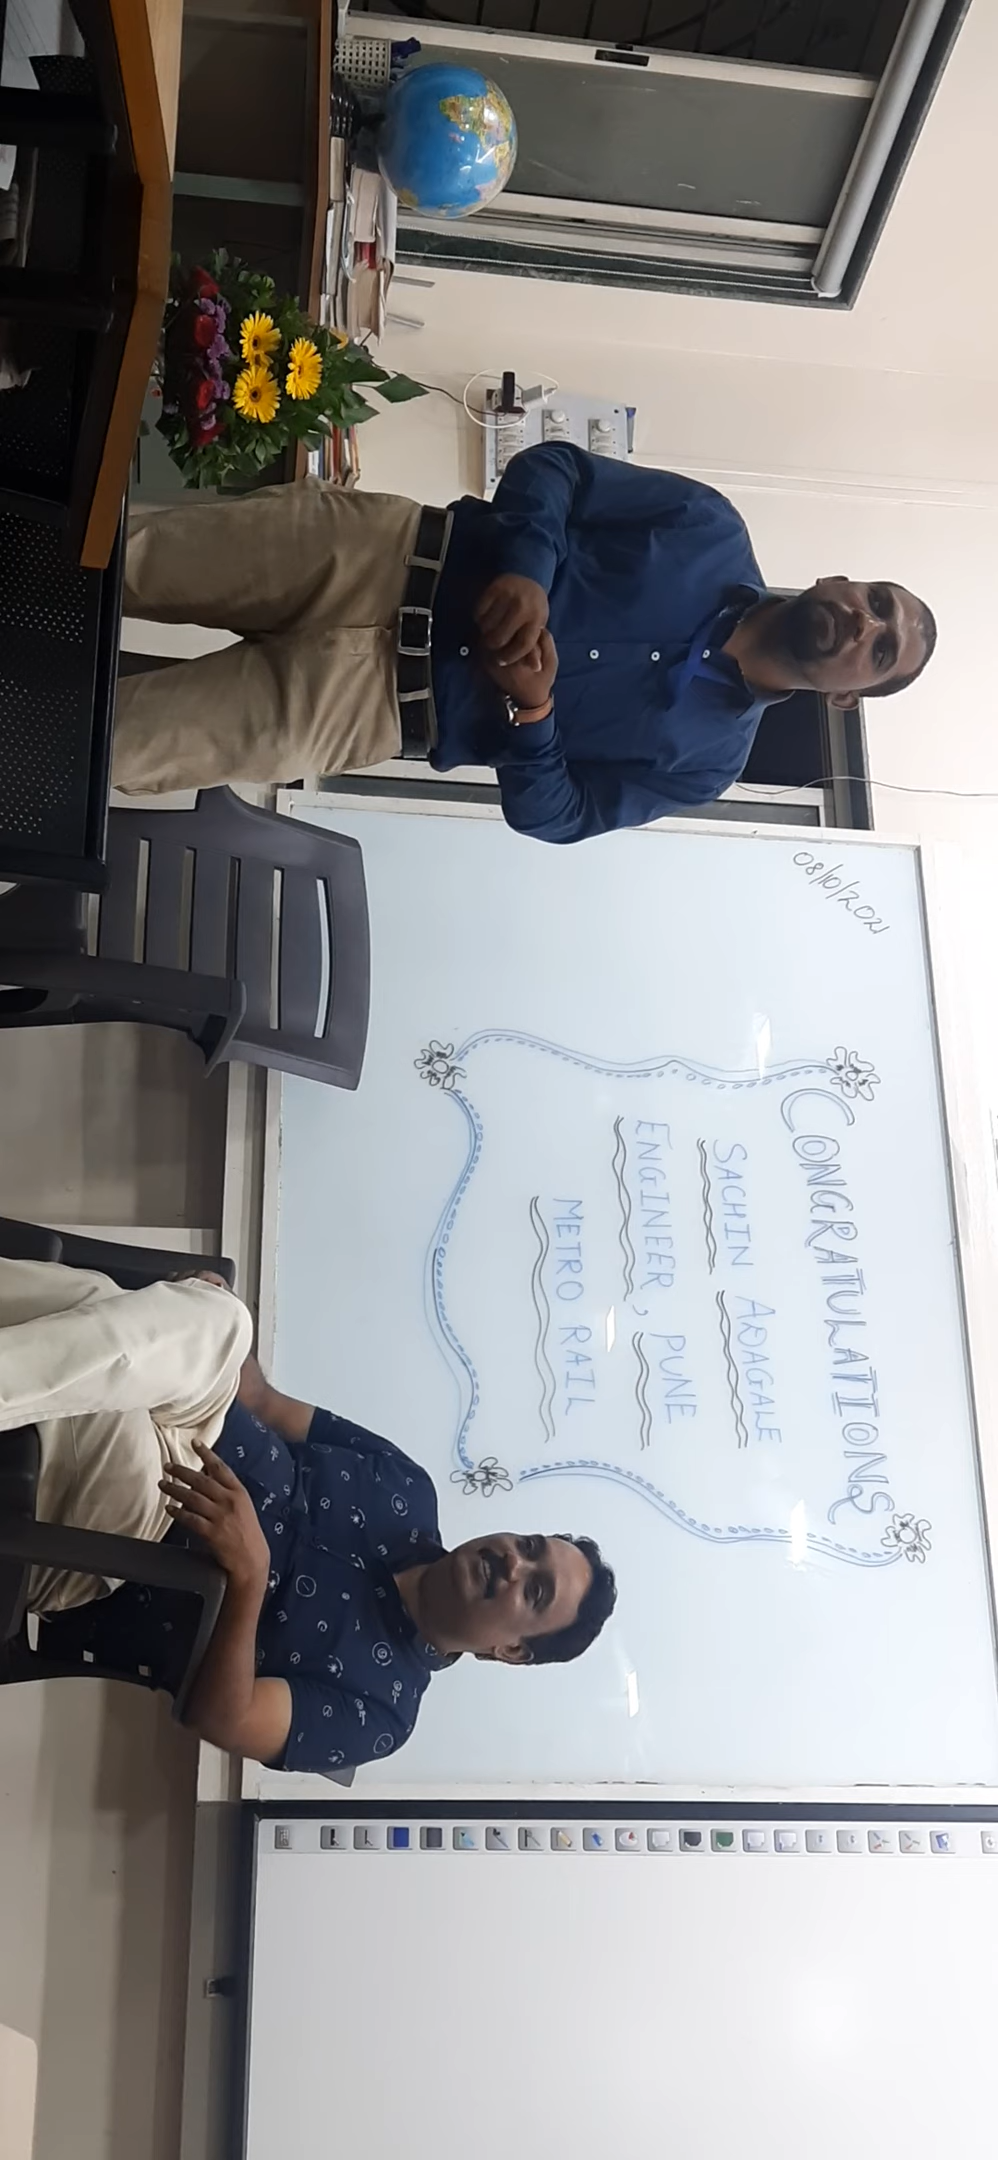 08/10/2021
CONGRATULATIONS
SACHIN ADAGALE
ENGINEER, PUNE
METRO RAIL